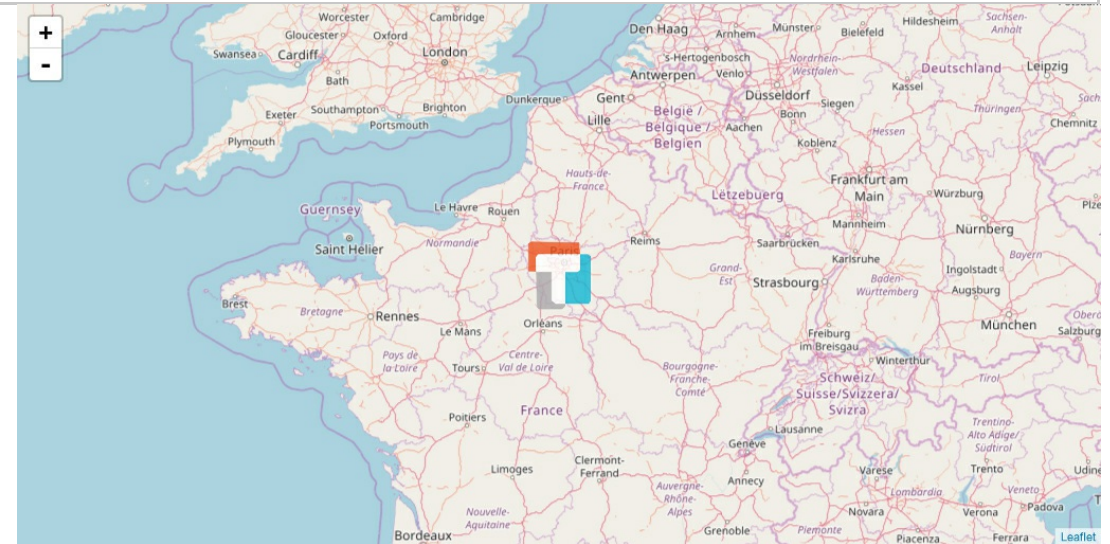 +
-
Worcester
Cambridge
Gloucester
Oxford
Swansea
Cardiff
London
Bath
Southampton
Brighton
Exeter
Portsmouth
Plymouth
Den Haag
Arnhem
Münster
Bielefeld
Hildesheim
Sachsen-
Anhalt
's-Hertogenbosch
Nordrhein-
Westfalen
Antwerpen
Venlo
Deutschland
Leipzig
Kassel
Dunkerque
Gent
Düsseldorf
Siegen
België /
Belgique /
Belgien
Lille
Bonn
Thüringen
Aachen
Chemnitz
Hessen
Koblenz
Hauts-de-
France
Lëtzebuerg
Frankfurt am
Main
Würzburg
Guernsey
Le Havre
Rouen
Mannheim
Nürnberg
Saint Helier
Normandie
Paris
Reims
Saarbrücken
Karlsruhe
Bayern
Grand-
Est
Strasbourg
Baden-
Württemberg
Ingolstadt
Augsburg
Brest
Bretagne
Rennes
Orléans
Le Mans
München
Salzburg
Freiburg
im Breisgau
Winterthur
Pays de
la Loire
Tours
Centre-
Val de Loire
Bourgogne-
Franche-
Comté
Schweiz/
Suisse/Svizzera/
Svizra
Tirol
Poitiers
France
Lausanne
Trentino-
Alto Adige/
Südtirol
Genève
Limoges
Clermont-
Ferrand
Annecy
Varese
Trento
Udine
Auvergne-
Rhône-
Alpes
Lombardia
Veneto
Nouvelle-
Aquitaine
Novara
Verona
Padova
Bordeaux
Grenoble
Piemonte
Piacenza
Ferrara
Leaflet